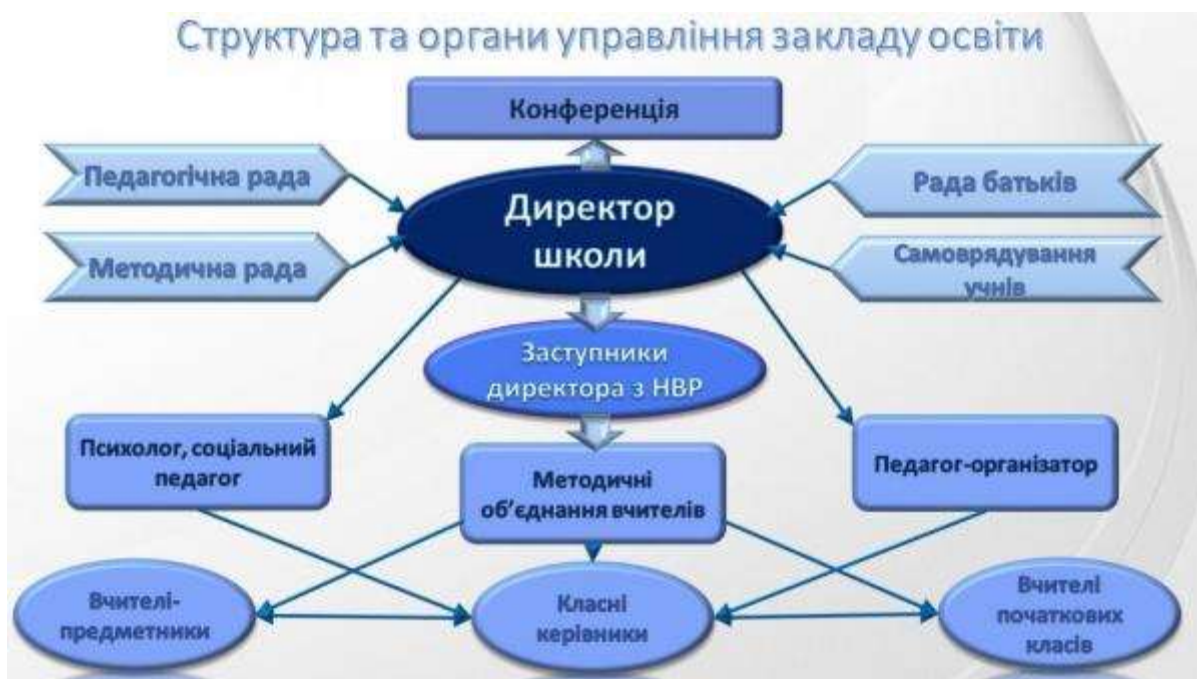 Структура та органи управління закладу освіти
Конференція
Педагогічна рада
Рада батьків
Директор
школи
Методична рада
Самоврядування
учнів
Заступники
директора з НВР
Психолог, соціальний
педагог
Методичні
об’єднання вчителів
Педагог-організатор
Вчителі-
предметники
Класні
керівники
Вчителі
початкових
класів